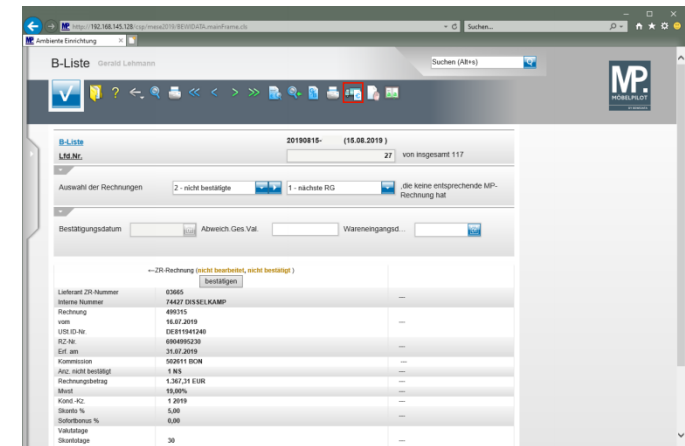 http://192.168.145.128/csp/mese2019/BEWIDATA.mainFrame.cls
Suchen...
Ambiente Einrichtung
B-Liste Gerald Lehmann
Suchen (Alt+s)
MP.
MÖBELPILOT
B-Liste 20190815- (15.08.2019 )
Lfd.Nr. 27 von insgesamt 117
Auswahl der Rechnungen 2 - nicht bestätigte 1 - nächste RG ,die keine entsprechende MP-
Rechnung hat
Bestätigungsdatum Abweich.Ges.Val. Wareneingangsd...
<--ZR-Rechnung (nicht bearbeitet, nicht bestätigt )
bestätigen
Lieferant ZR-Nummer 03665
Interne Nummer 74427 DISSELKAMP ---
Rechnung 499315
vom 16.07.2019 ---
USt ID-Nr. DE811941240
RZ-Nr. 6904995230
Erf. am 31.07.2019 ---
Kommission 502611 BON ---
Anz. nicht bestätigt 1 NS ---
Rechnungsbetrag 1.367,31 EUR ---
Mwst 19,00% ---
Kond.-Kz. 1 2019 ---
Skonto % 5,00
Sofortbonus % 0,00 ---
Valutatage
Skontotage 30 ---